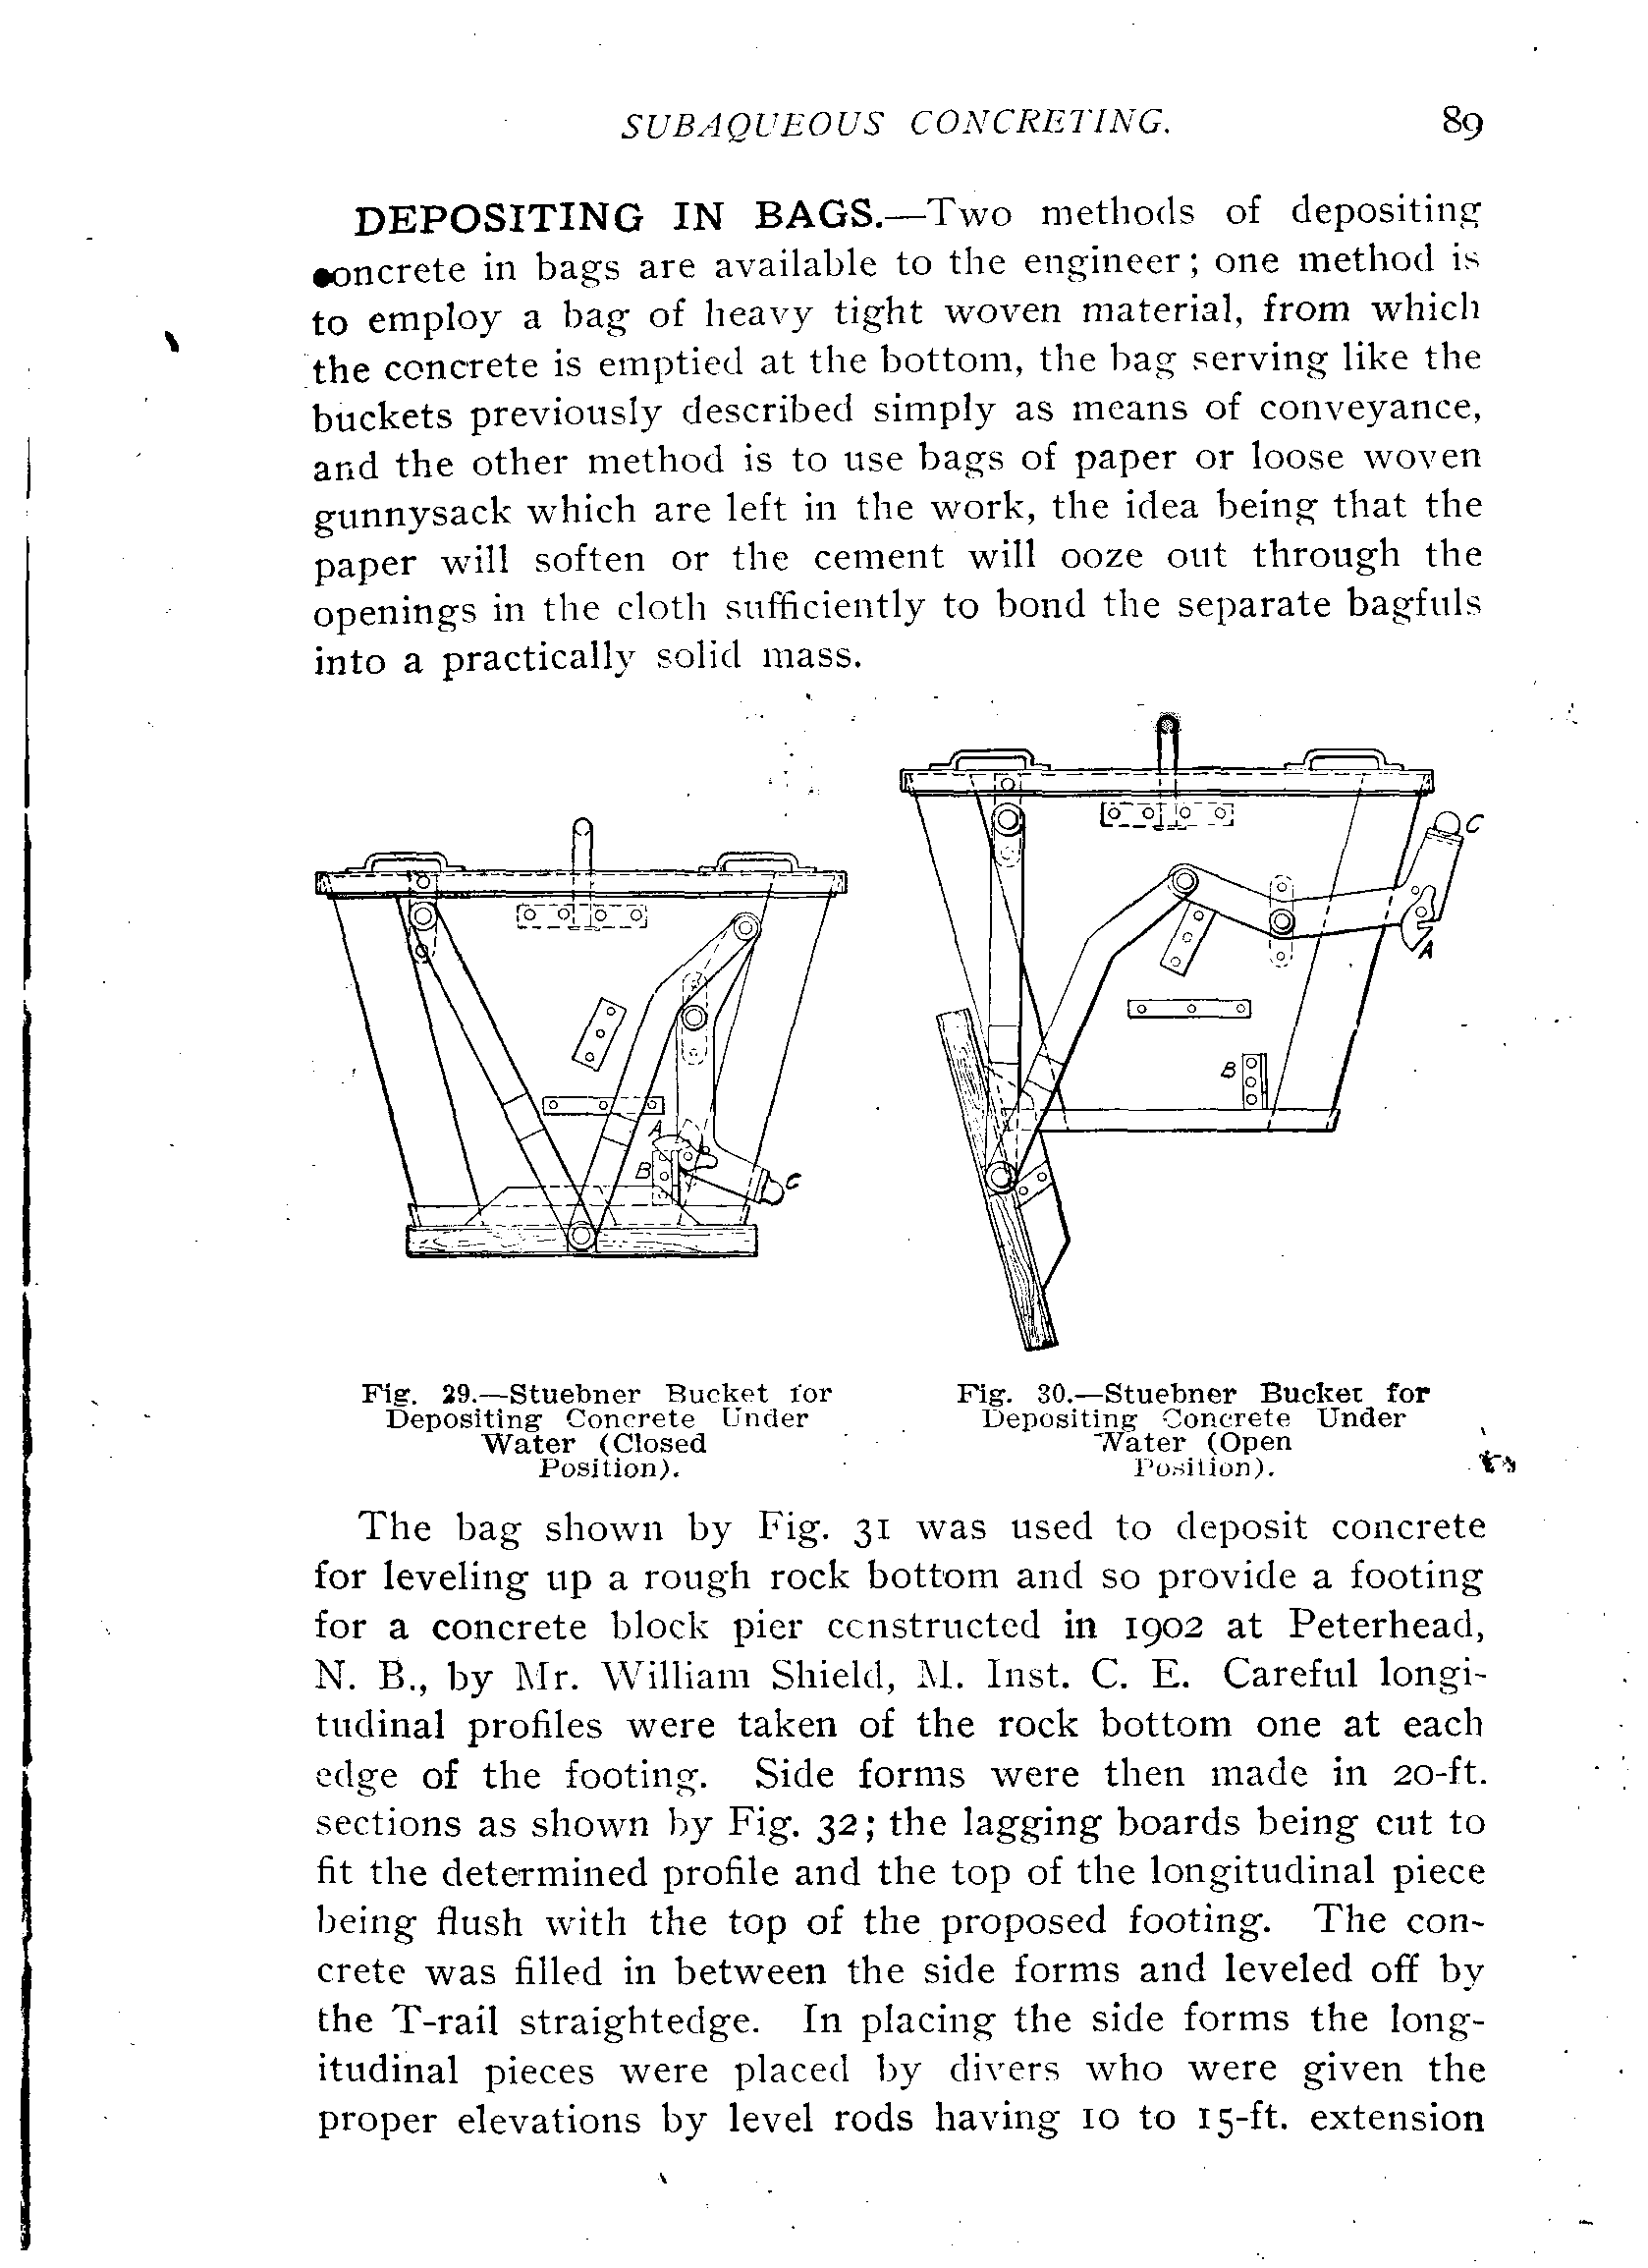 SUBAQUEOUS CONCRETING. 89
DEPOSITING IN BAGS.—Two methods of depositing
concrete in bags are available to the engineer; one method is
to employ a bag of heavy tight woven material, from which
the concrete is emptied at the bottom, the bag serving like the
buckets previously described simply as means of conveyance,
and the other method is to use bags of paper or loose woven
gunnysack which are left in the work, the idea being that the
paper will soften or the cement will ooze out through the
openings in the cloth sufficiently to bond the separate bagfuls
into a practically solid mass.
A
B
C
C
A
B
Fig. 29.—Stuebner Bucket for
Depositing Concrete Under
Water (Closed
Position).
Fig. 30.—Stuebner Bucket for
Depositing Concrete Under
Water (Open
Position).
The bag shown by Fig. 31 was used to deposit concrete
for leveling up a rough rock bottom and so provide a footing
for a concrete block pier constructed in 1902 at Peterhead,
N. B., by Mr. William Shield, M. Inst. C. E. Careful longi-
tudinal profiles were taken of the rock bottom one at each
edge of the footing. Side forms were then made in 20-ft.
sections as shown by Fig. 32; the lagging boards being cut to
fit the determined profile and the top of the longitudinal piece
being flush with the top of the proposed footing. The con-
crete was filled in between the side forms and leveled off by
the T-rail straightedge. In placing the side forms the long-
itudinal pieces were placed by divers who were given the
proper elevations by level rods having 10 to 15-ft. extension